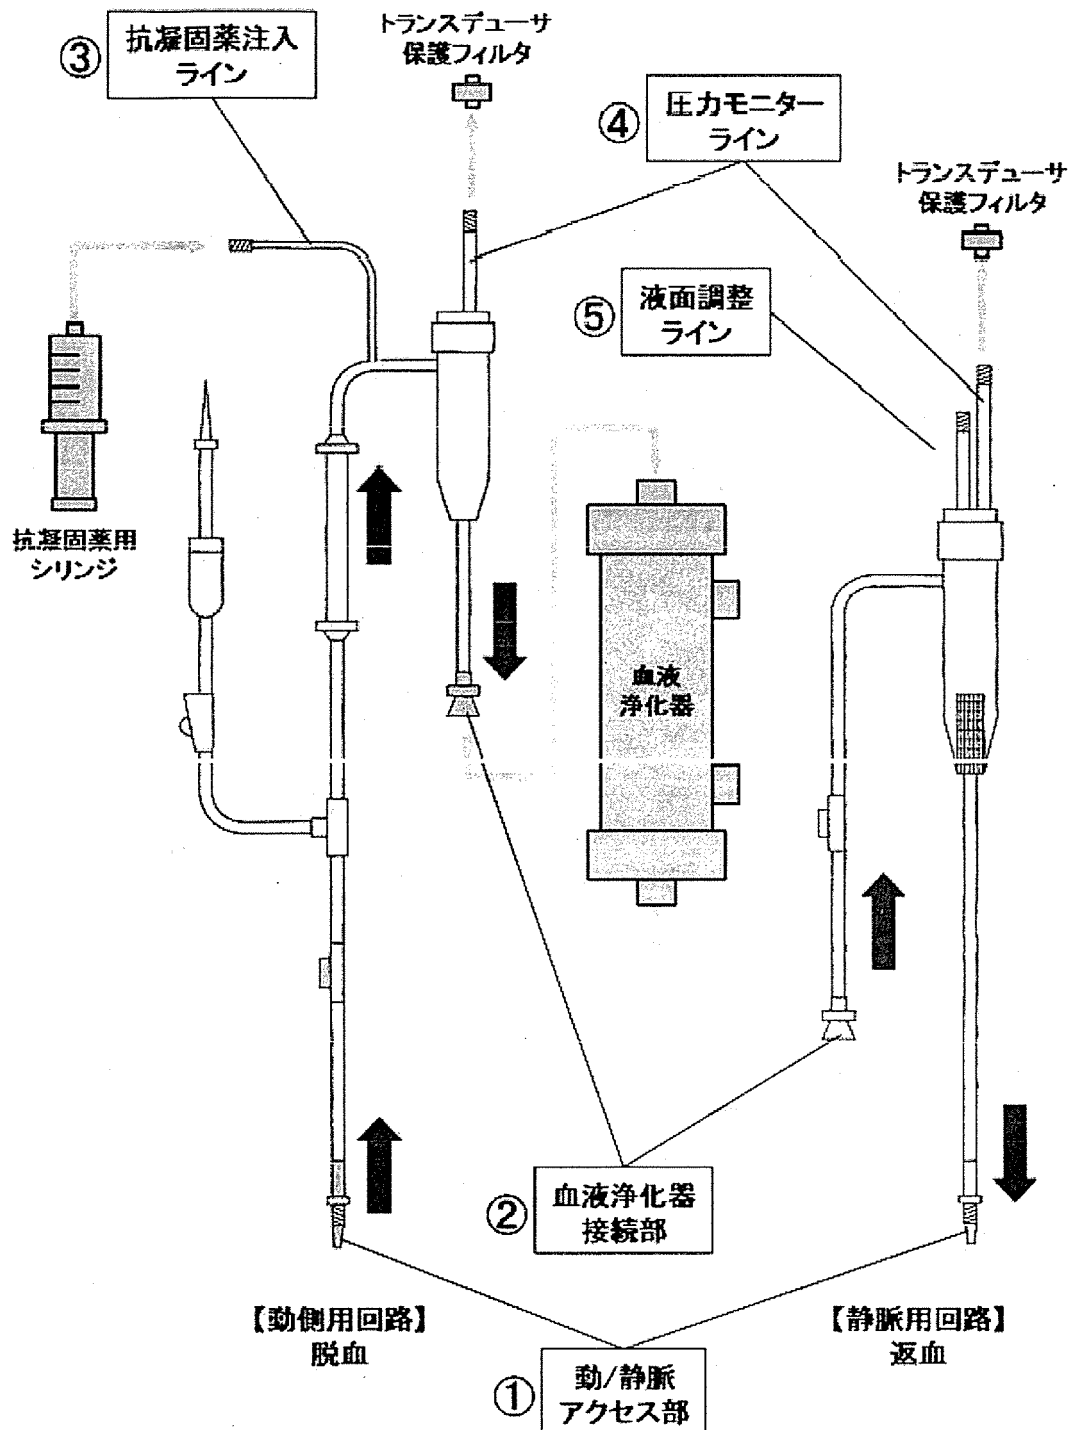 ③
抗凝固薬注入
ライン
トランスデューサ
保護フィルタ
④
圧力モニター
ライン
トランスデューサ
保護フィルタ
⑤
液面調整
ライン
抗凝固薬用
シリンジ
血液
浄化器
②
血液浄化器
接続部
【動側用回路】
脱血
【静脈用回路】
返血
①
動/静脈
アクセス部